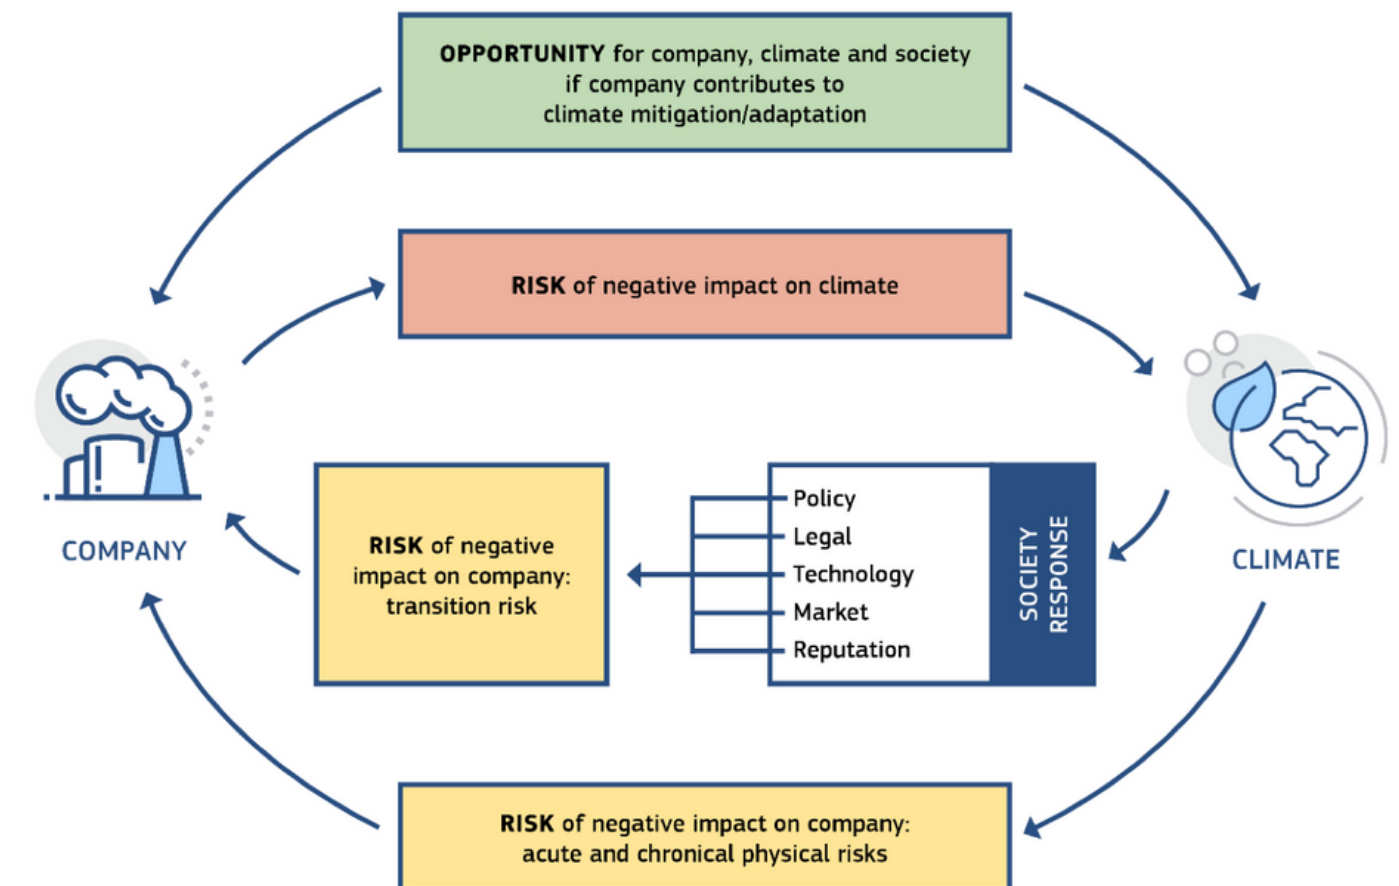 OPPORTUNITY for company, climate and society
if company contributes to
climate mitigation/adaptation
RISK of negative impact on climate
COMPANY
RISK of negative
impact on company:
transition risk
Policy
Legal
Technology
Market
Reputation
SOCIETY
RESPONSE
CLIMATE
RISK of negative impact on company:
acute and chronical physical risks